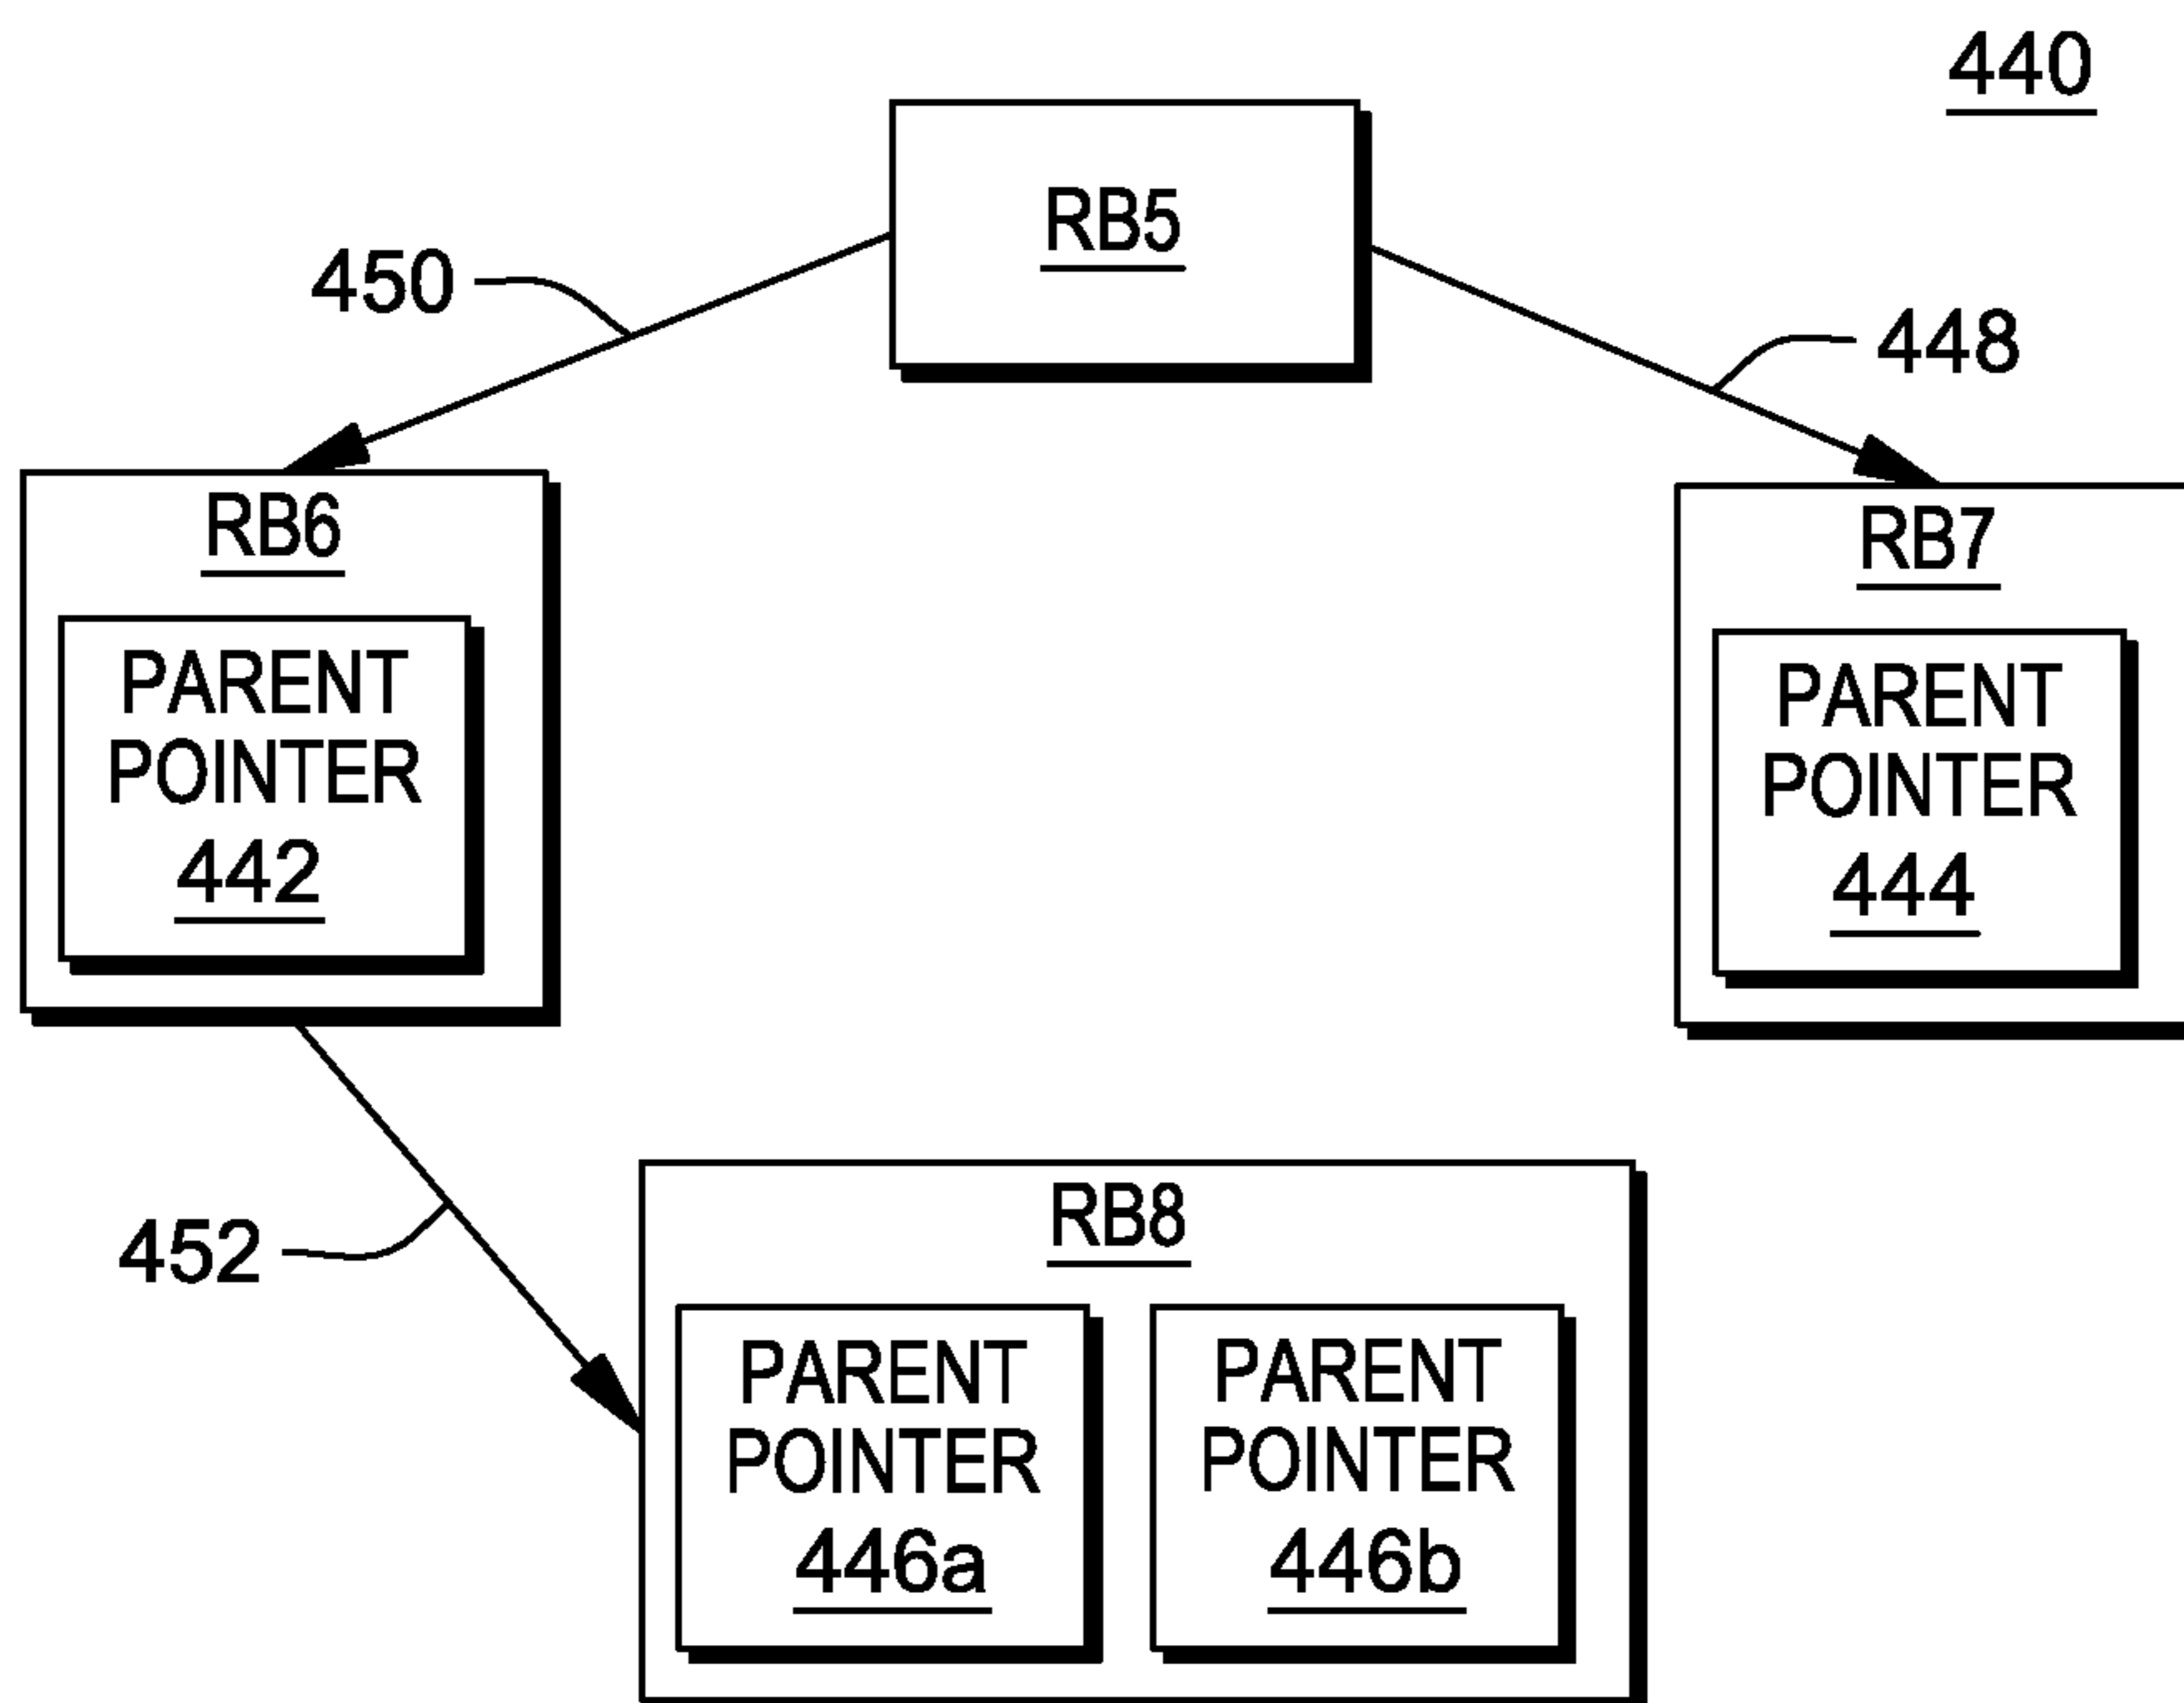 440
RB5
450
448
RB6
PARENT
POINTER
442
RB7
PARENT
POINTER
444
452
RB8
PARENT
POINTER
446a
PARENT
POINTER
446b